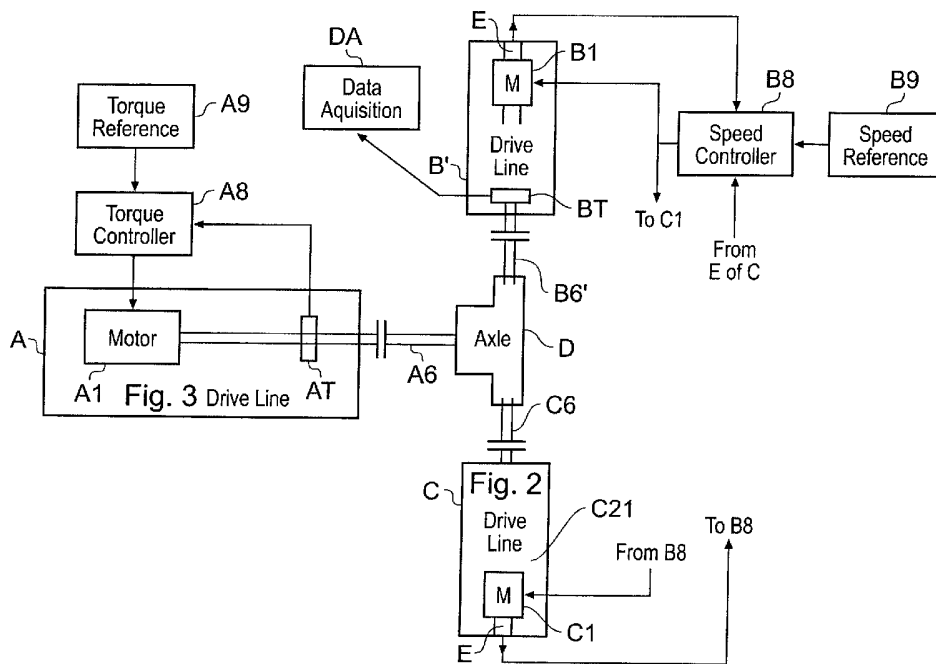 E
DA
B1
Data
Aquisition
M
B8
B9
A9
Torque
Reference
Speed
Controller
Speed
Reference
Drive
Line
B'
A8
BT
To C1
Torque
Controller
From
E of C
B6'
A
Motor
Axle
D
A6
A1
Fig. 3 Drive Line
AT
C6
C
Fig. 2
C21
Drive
Line
To B8
From B8
M
C1
E